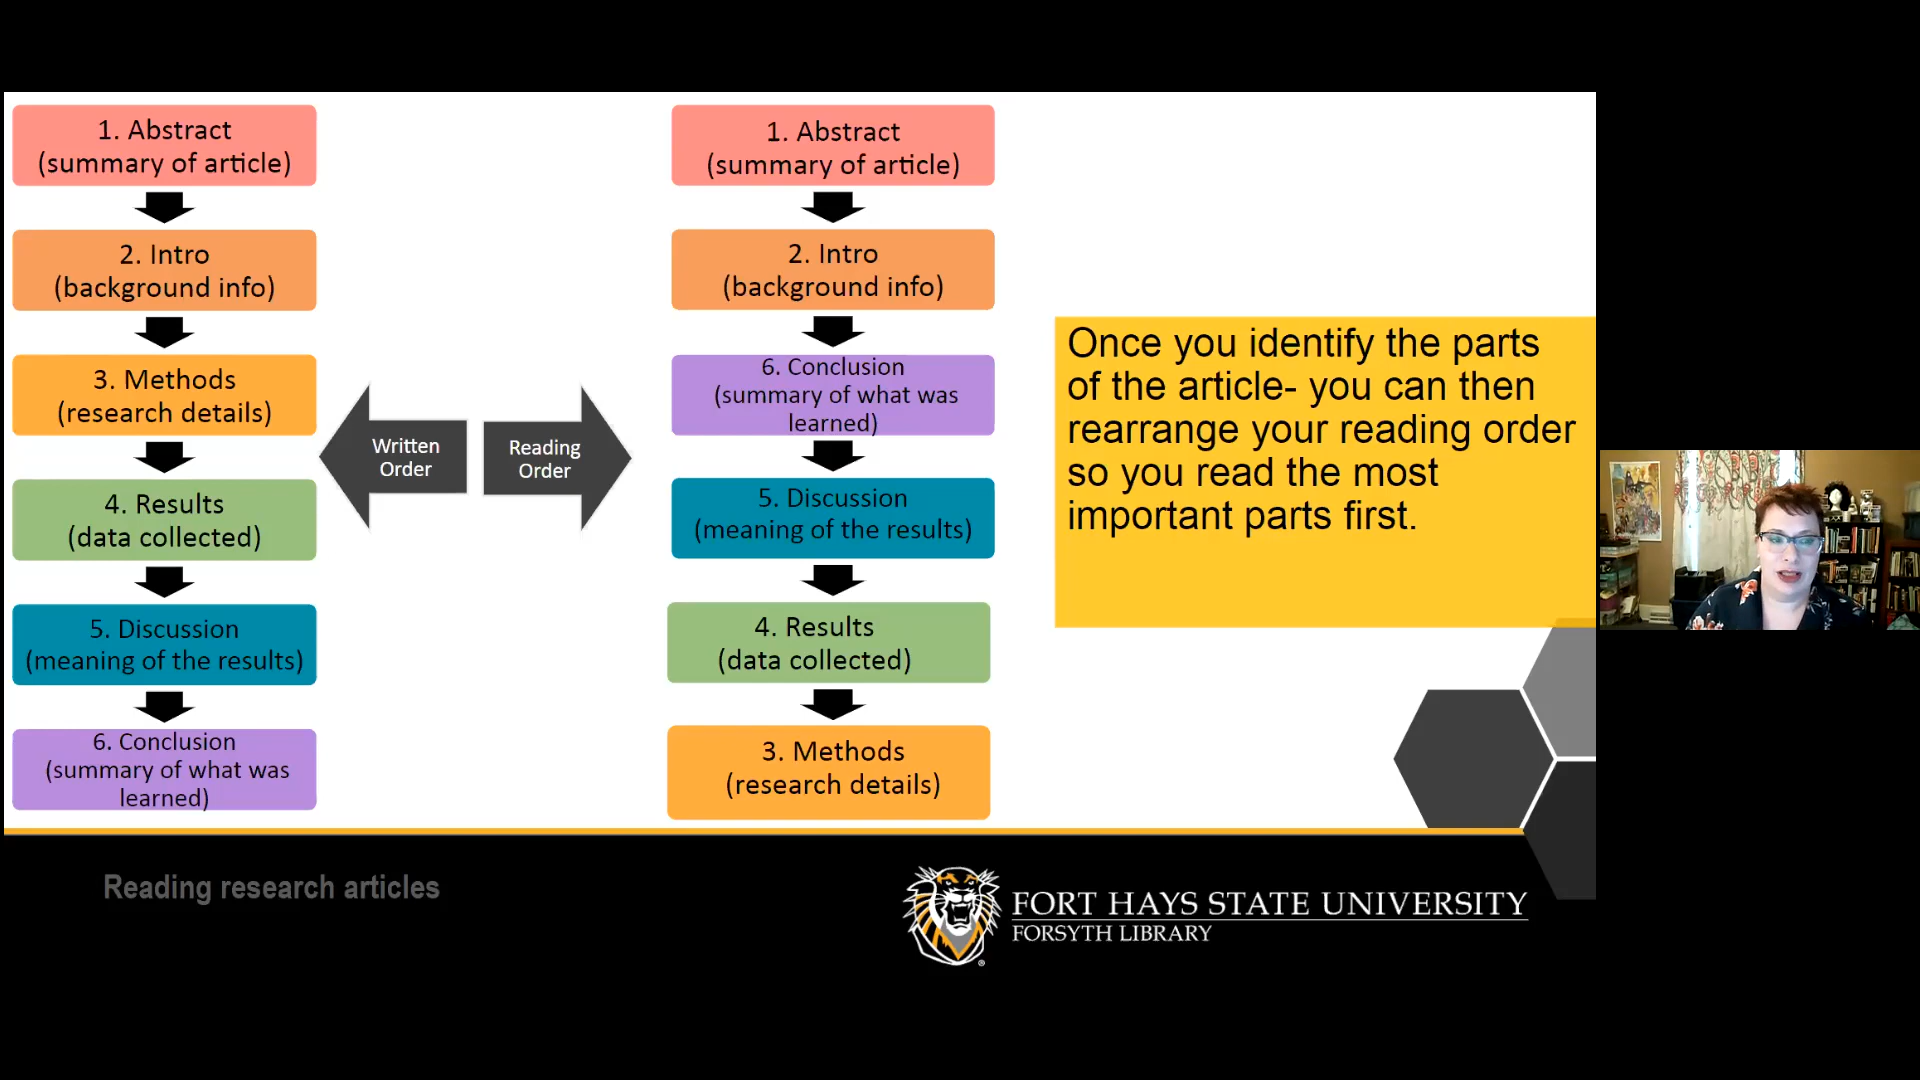 1. Abstract
(summary of article)
2. Intro
(background info)
3. Methods
(research details)
4. Results
(data collected)
5. Discussion
(meaning of the results)
6. Conclusion
(summary of what was
learned)
Written
Order
Reading
Order
1. Abstract
(summary of article)
2. Intro
(background info)
6. Conclusion
(summary of what was
learned)
5. Discussion
(meaning of the results)
4. Results
(data collected)
3. Methods
(research details)
Once you identify the parts
of the article- you can then
rearrange your reading order
so you read the most
important parts first.
Reading research articles
FORT HAYS STATE UNIVERSITY
FORSYTH LIBRARY
®